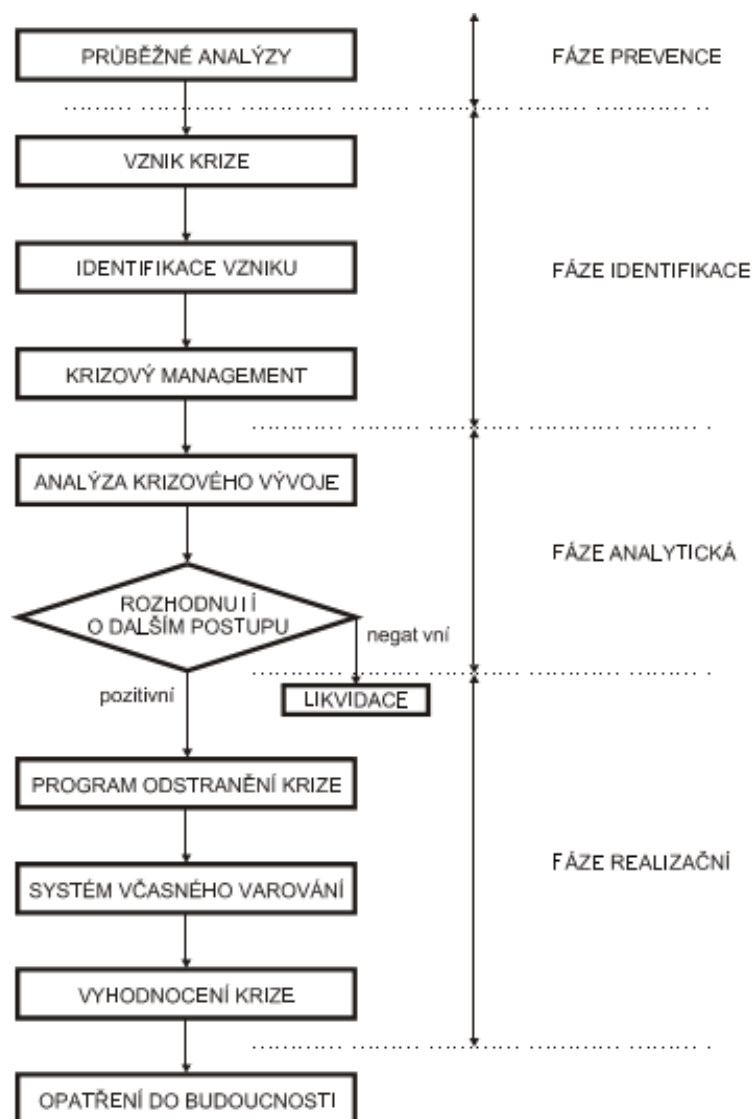 PRŮBĚŽNÉ ANALÝZY
FÁZE PREVENCE
VZNIK KRIZE
IDENTIFIKACE VZNIKU
FÁZE IDENTIFIKACE
KRIZOVÝ MANAGEMENT
ANALÝZA KRIZOVÉHO VÝVOJE
FÁZE ANALYTICKÁ
ROZHODNUIÍ
O DALŠÍM POSTUPU
negat vní
pozitivní
LIKVIDACE
PROGRAM ODSTRANĚNÍ KRIZE
FÁZE REALIZAČNÍ
SYSTÉM VČASNÉHO VAROVÁNÍ
VYHODNOCENÍ KRIZE
OPATŘENÍ DO BUDOUCNOSTI